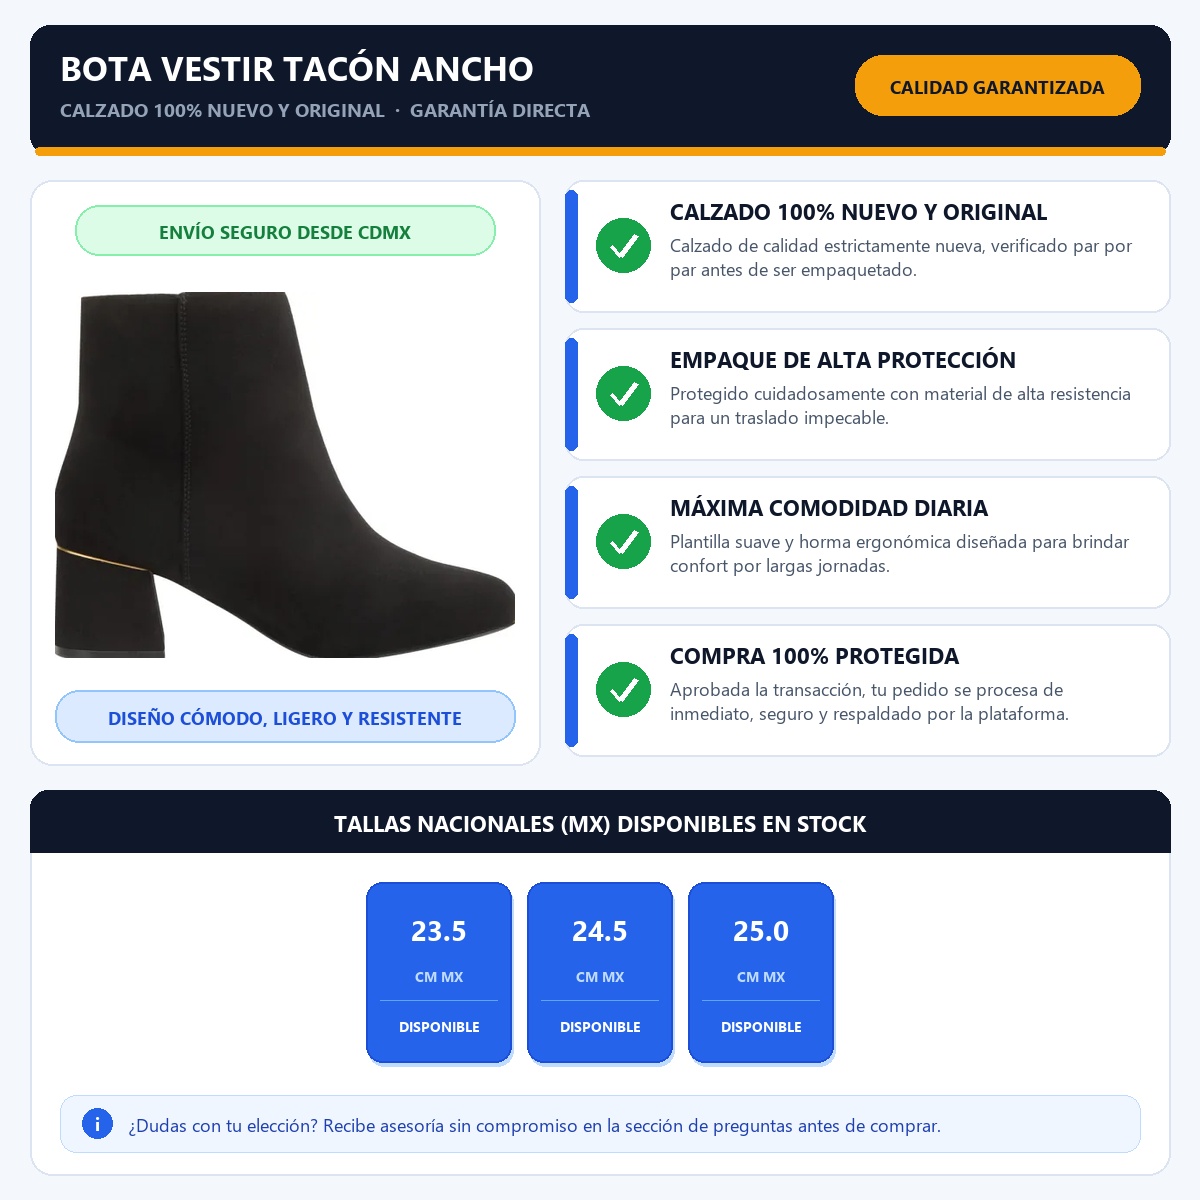 BOTA VESTIR TACÓN ANCHO
CALZADO 100% NUEVO Y ORIGINAL · GARANTÍA DIRECTA
CALIDAD GARANTIZADA
ENVÍO SEGURO DESDE CDMX
DISEÑO CÓMODO, LIGERO Y RESISTENTE
CALZADO 100% NUEVO Y ORIGINAL
Calzado de calidad estrictamente nueva, verificado par por
par antes de ser empaquetado.
EMPAQUE DE ALTA PROTECCIÓN
Protegido cuidadosamente con material de alta resistencia
para un traslado impecable.
MÁXIMA COMODIDAD DIARIA
Plantilla suave y horma ergonómica diseñada para brindar
confort por largas jornadas.
COMPRA 100% PROTEGIDA
Aprobada la transacción, tu pedido se procesa de
inmediato, seguro y respaldado por la plataforma.
TALLAS NACIONALES (MX) DISPONIBLES EN STOCK
23.5
CM MX
DISPONIBLE
24.5
CM MX
DISPONIBLE
25.0
CM MX
DISPONIBLE
¿Dudas con tu elección? Recibe asesoría sin compromiso en la sección de preguntas antes de comprar.